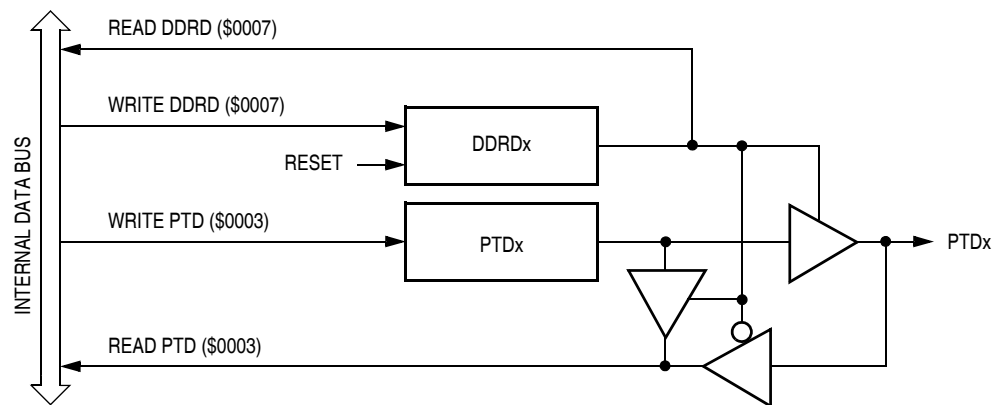 READ DDRD ($0007)
WRITE DDRD ($0007)
DDRDx
RESET
INTERNAL DATA BUS
WRITE PTD ($0003)
PTDx
PTDx
READ PTD ($0003)